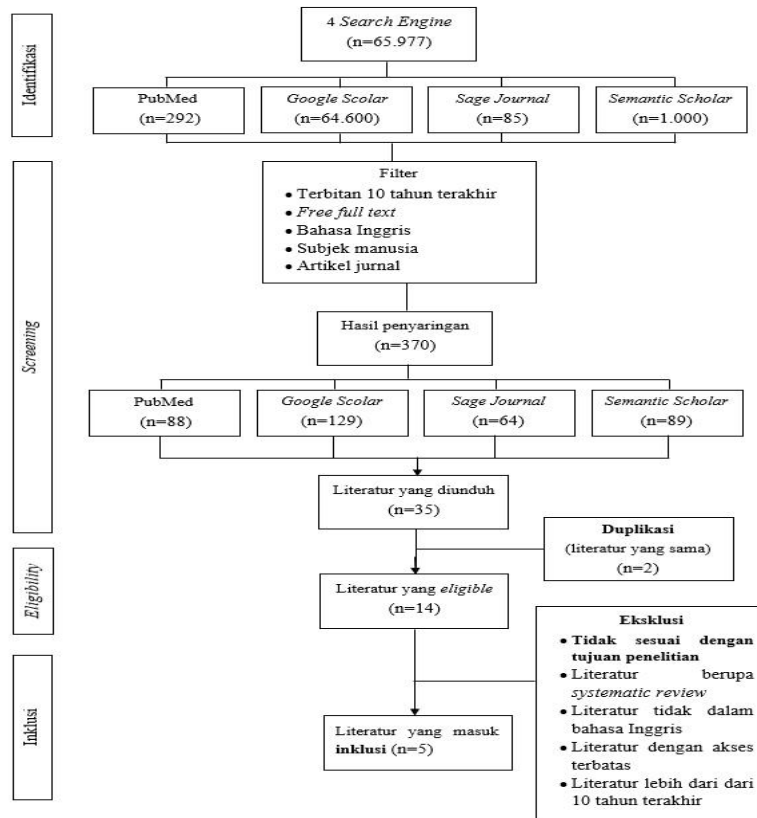 Identifikasi
4 Search Engine
(n=65.977)
PubMed
(n=292)
Google Scolar
(n=64.600)
Sage Journal
(n=85)
Semantic Scholar
(n=1.000)
Screening
Filter
• Terbitan 10 tahun terakhir
• Free full text
• Bahasa Inggris
• Subjek manusia
• Artikel jurnal
Hasil penyaringan
(n=370)
PubMed
(n=88)
Google Scolar
(n=129)
Sage Journal
(n=64)
Semantic Scholar
(n=89)
Literatur yang diunduh
(n=35)
Duplikasi
(literatur yang sama)
(n=2)
Eligibility
Literatur yang eligible
(n=14)
Eksklusi
• Tidak sesuai dengan
tujuan penelitian
• Literatur berupa
systematic review
• Literatur tidak dalam
bahasa Inggris
• Literatur dengan akses
terbatas
• Literatur lebih dari dari
10 tahun terakhir
Inklusi
Literatur yang masuk
inklusi (n=5)